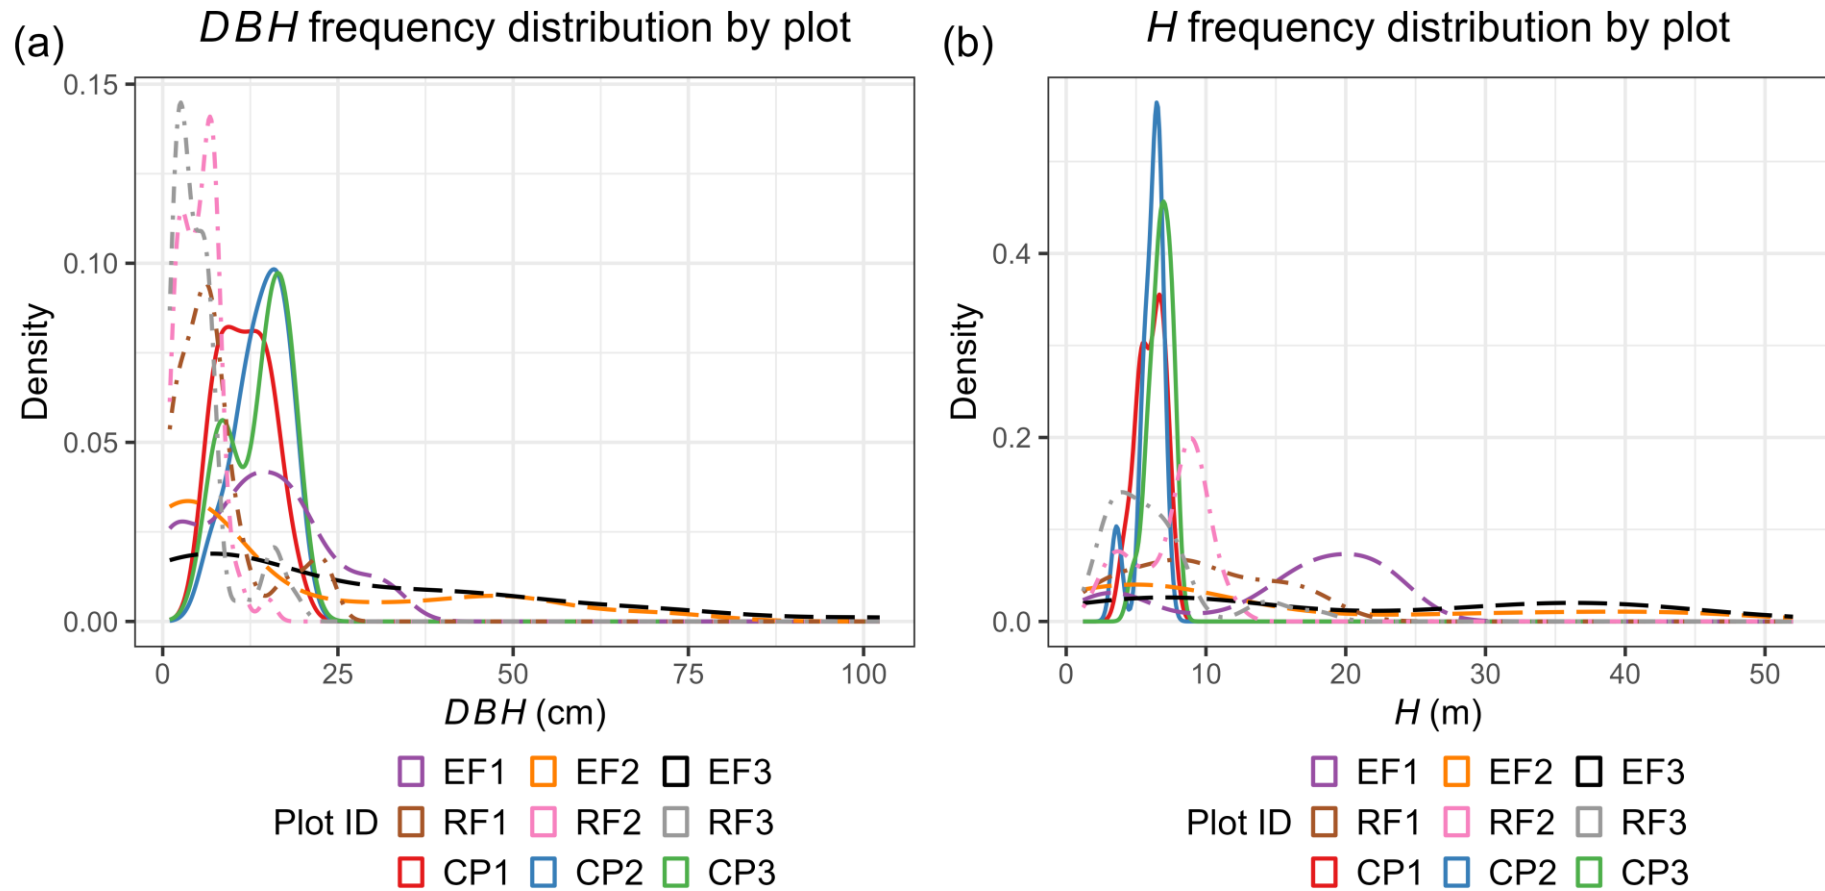 (a)
DBH frequency distribution by plot
0.15
0.10
0.05
0.00
Density
0 25 50 75 100
DBH (cm)
Plot ID
EF1 EF2 EF3
RF1 RF2 RF3
CP1 CP2 CP3
(b)
H frequency distribution by plot
0.4
0.2
0.0
Density
0 10 20 30 40 50
H (m)
Plot ID
EF1 EF2 EF3
RF1 RF2 RF3
CP1 CP2 CP3